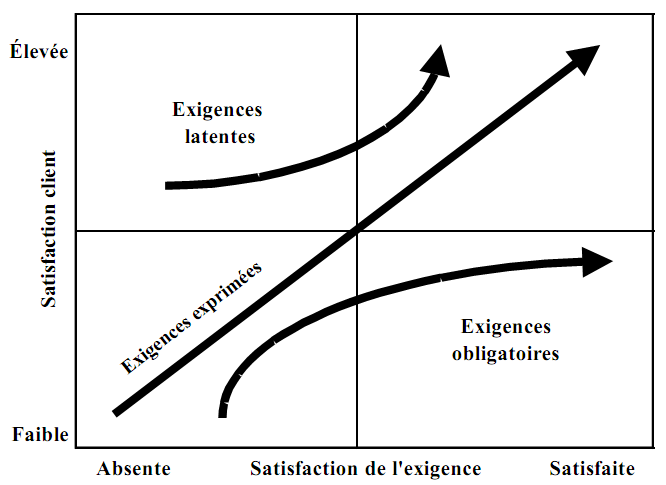 Élevée
Exigences
latentes
Satisfaction client
Exigences exprimées
Exigences
obligatoires
Faible
Absente
Satisfaction de l'exigence
Satisfaite